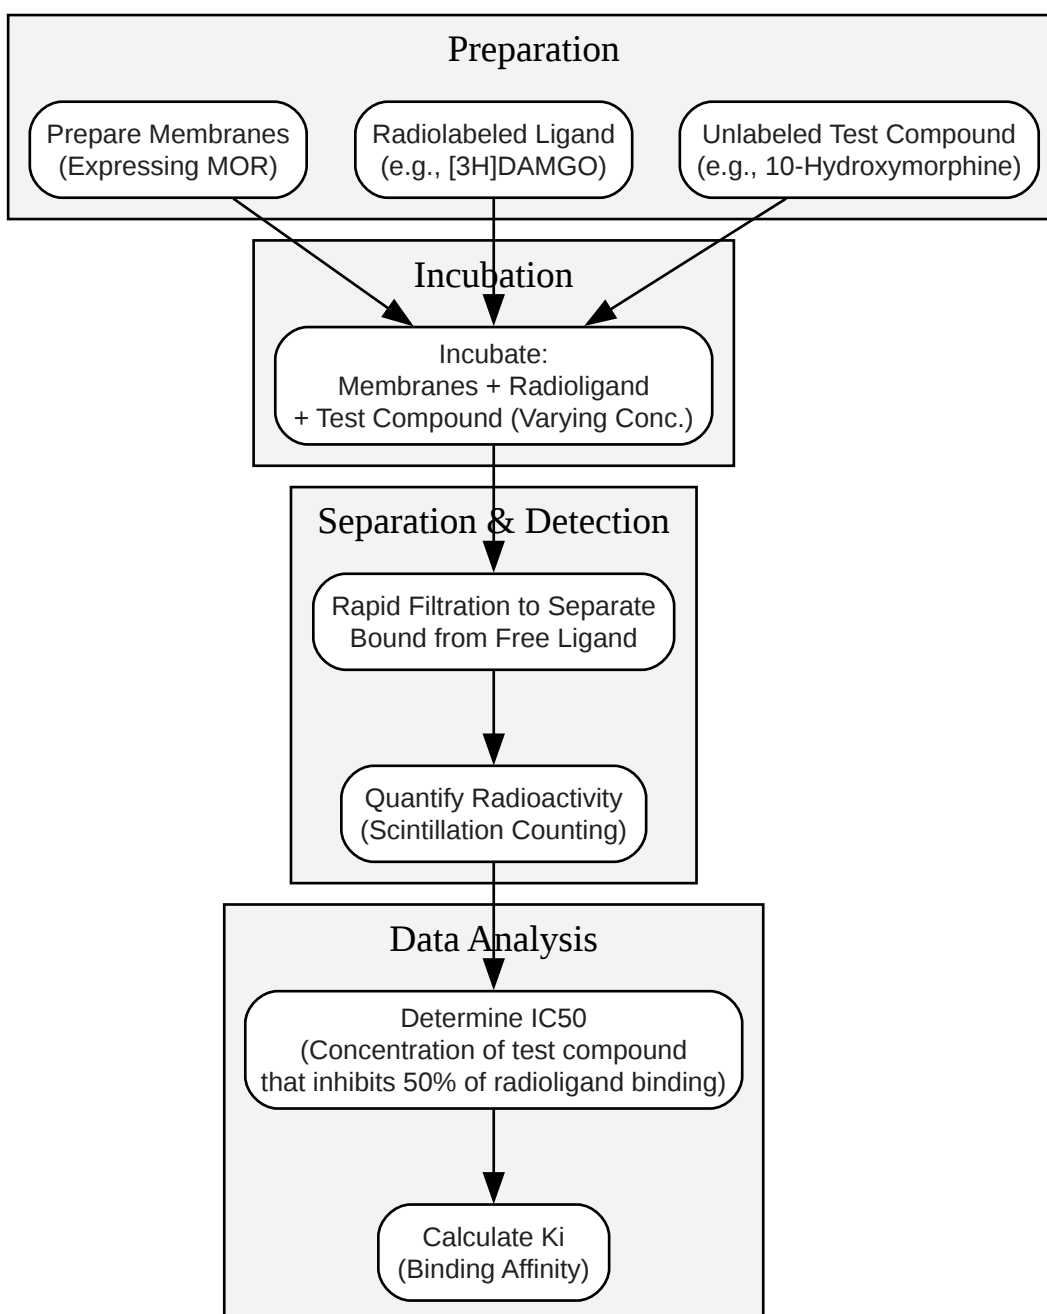 Preparation
Prepare Membranes
(Expressing MOR)
Radiolabeled Ligand
(e.g., [3H]DAMGO)
Unlabeled Test Compound
(e.g., 10-Hydroxymorphine)
Incubation
Incubate:
Membranes + Radioligand
+ Test Compound (Varying Conc.)
Separation & Detection
Rapid Filtration to Separate
Bound from Free Ligand
Quantify Radioactivity
(Scintillation Counting)
Data Analysis
Determine IC50
(Concentration of test compound
that inhibits 50% of radioligand binding)
Calculate Ki
(Binding Affinity)